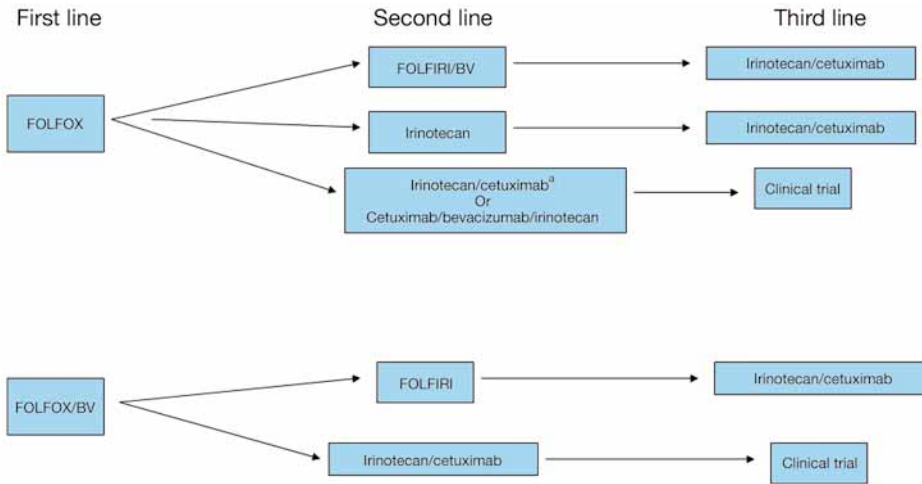 First line Second line Third line
FOLFIRI/BV Irinotecan/cetuximab
FOLFOX Irinotecan Irinotecan/cetuximab
Irinotecan/cetuximabᵃ
Or
Cetuximab/bevacizumab/irinotecan
Clinical trial
FOLFOX/BV
FOLFIRI Irinotecan/cetuximab
Irinotecan/cetuximab Clinical trial